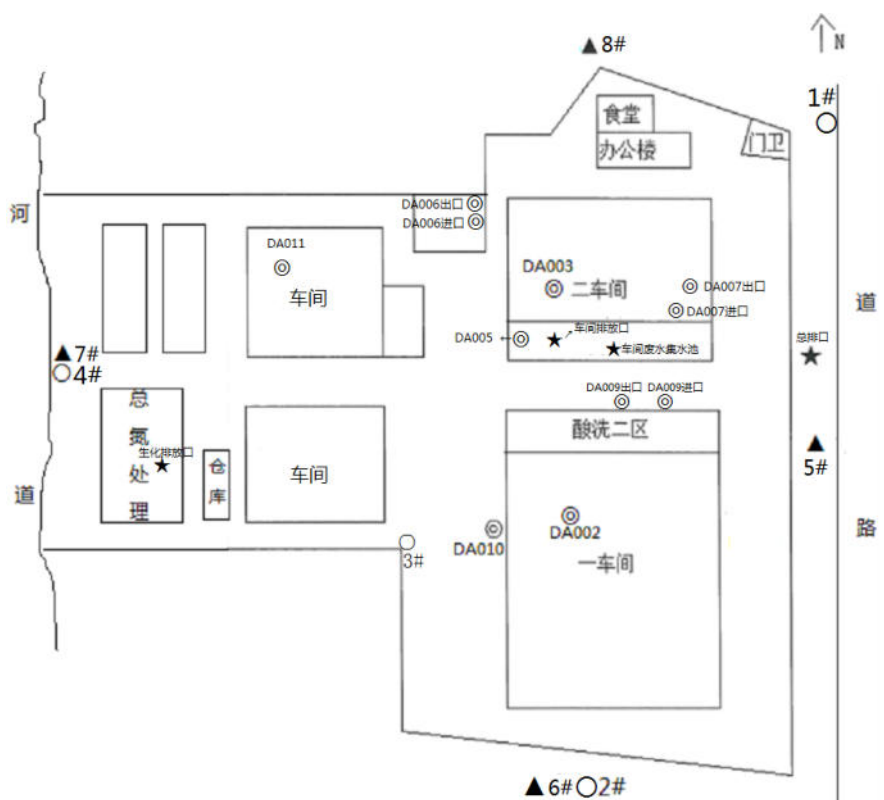 ▲8#
N
1#
食堂
办公楼
门卫
河
DA006出口
DA006进口
DA011
车间
DA003
二车间
DA007出口
DA007进口
道
DA005
车间排放口
车间废水集水池
总排口
▲7#
4#
DA009出口
DA009进口
酸洗二区
总氮处理
生化排放口
仓库
车间
5#
道
路
3#
DA010
DA002
一车间
▲6#○2#